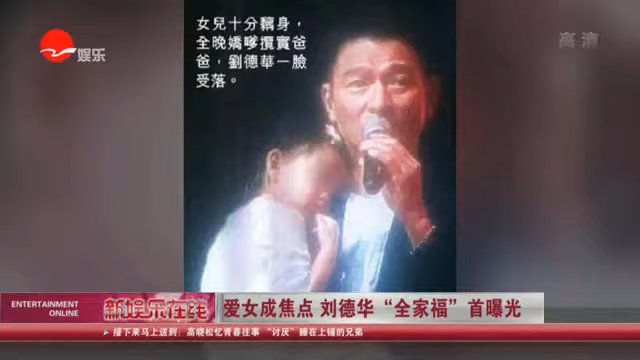 女兒十分黐身，
全晚嬌嗲攬實爸
爸，劉德華一臉
受落。
娱乐
高清
ENTERTAINMENT
ONLINE
新娱乐在线
爱女成焦点 刘德华“全家福”首曝光
接下来马上送到：高晓松忆青春往事 “讨厌”睡在上铺的兄弟